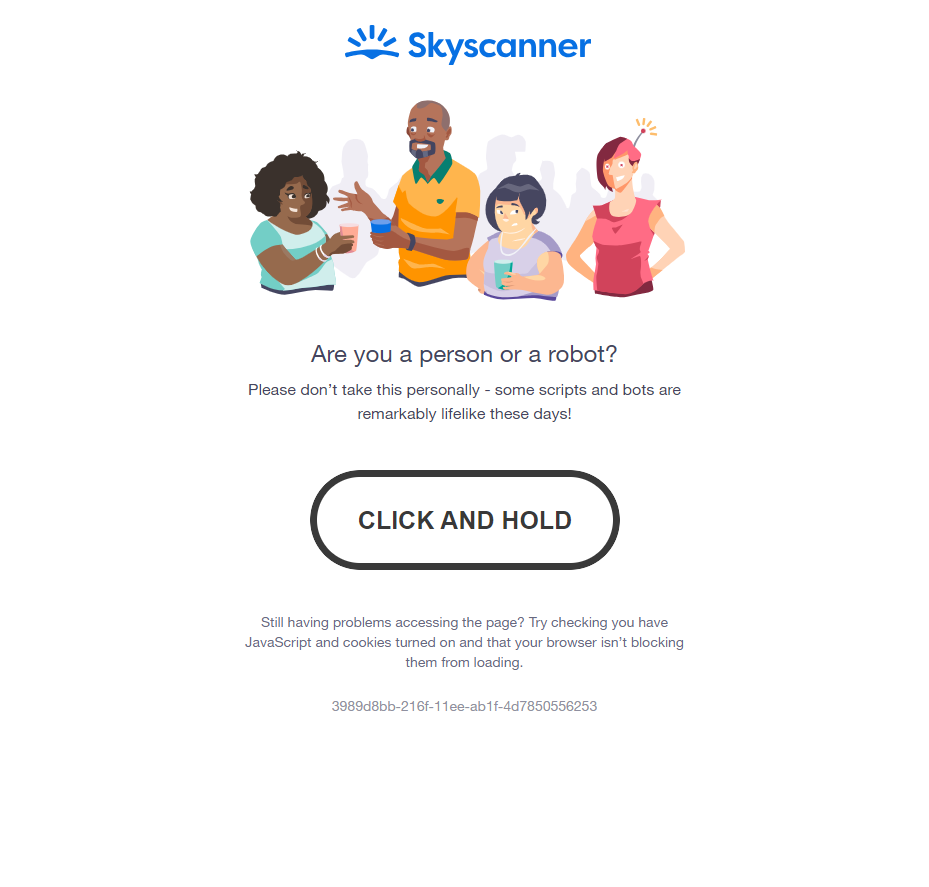 Skyscanner
Are you a person or a robot?
Please don’t take this personally - some scripts and bots are
remarkably lifelike these days!
CLICK AND HOLD
Still having problems accessing the page? Try checking you have
JavaScript and cookies turned on and that your browser isn’t blocking
them from loading.
3989d8bb-216f-11ee-ab1f-4d7850556253